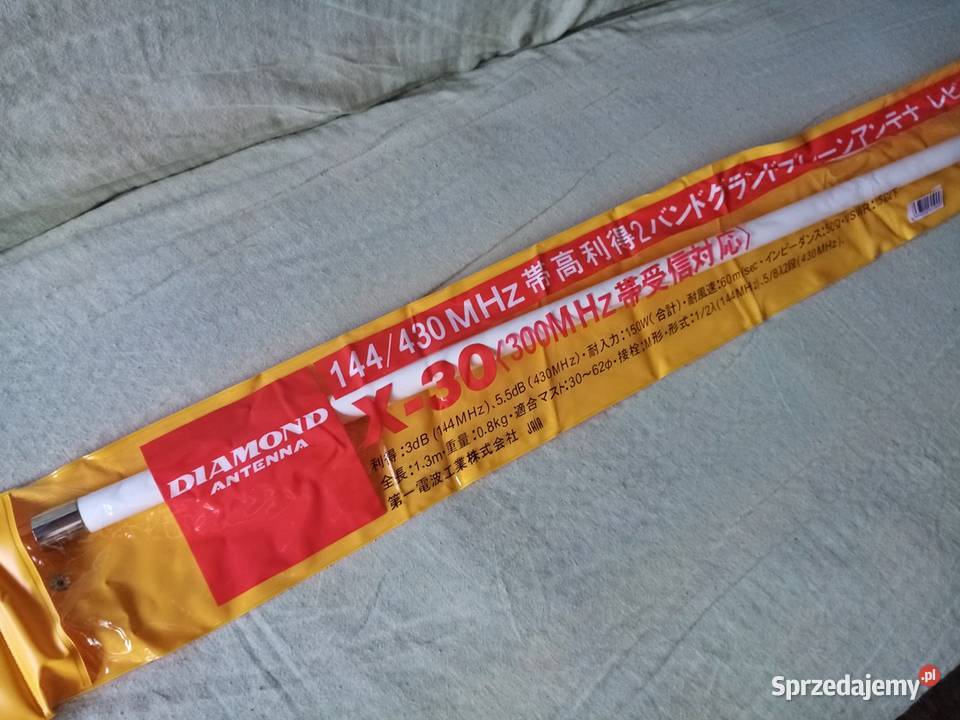 144/430MHz帯高利得2バンドグランドプレーンアンテナ
X-30〈300MHz帯受信対応〉
DIAMOND
ANTENNA
利得:3dB(144MHz)、5.5dB(430MHz)・耐入力:150W(合計)・耐風速:60m/sec・インピーダンス:50Ω・VSWR:
全長:1.3m・重量:0.8kg・適合マスト:30〜62φ・接栓:M形・形式:1/2λ(144MHz)、5/8λ2段(430MHz)、
第一電波工業株式会社 JAIA
Sprzedajemy.pl